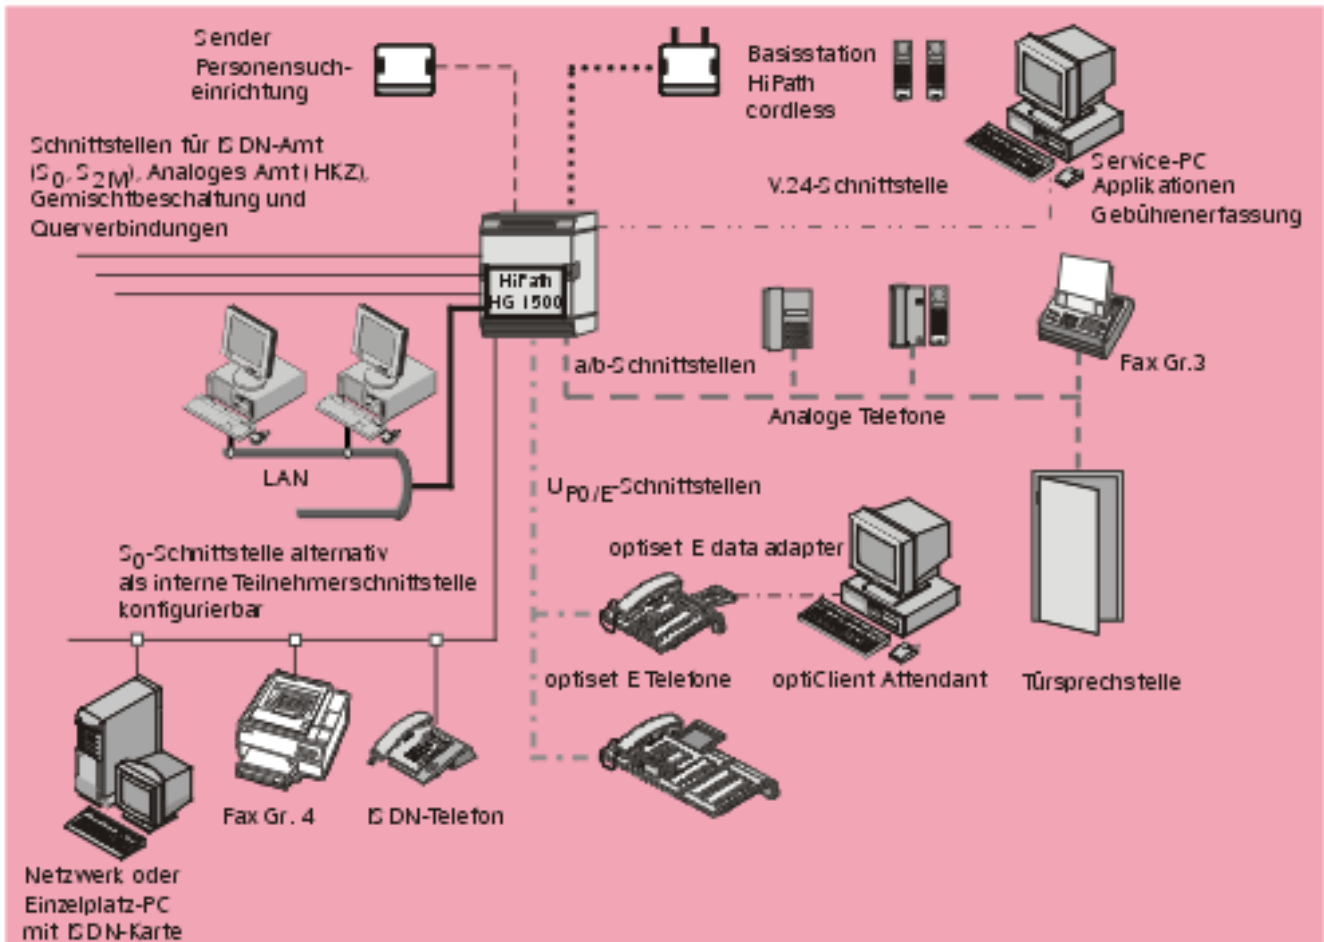 Sender
Personensuch-
einrichtung
Basisstation
HiPath
cordless
Schnittstellen für ISDN-Amt
(S0, S2M), Analoges Amt (HKZ),
Gemischtbeschaltung und
Querverbindungen
V.24-Schnittstelle
Service-PC
Applikationen
Gebührenerfassung
HiPath
HG 1500
a/b-Schnittstellen
Fax Gr.3
Analoge Telefone
LAN
UP0/E-Schnittstellen
S0-Schnittstelle alternativ
als interne Teilnehmerschnittstelle
konfigurierbar
optiset E data adapter
optiset E Telefone
optiClient Attendant
Türsprechstelle
Fax Gr. 4
ISDN-Telefon
Netzwerk oder
Einzelplatz-PC
mit ISDN-Karte